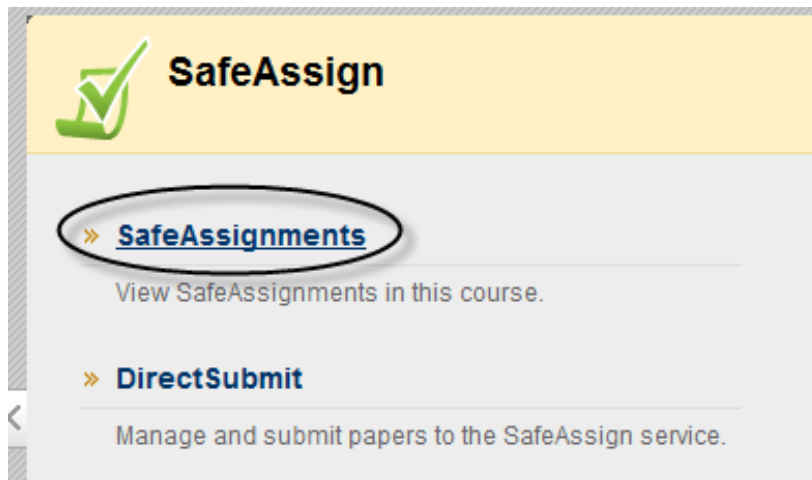 SafeAssign
» SafeAssignments
View SafeAssignments in this course.
» DirectSubmit
Manage and submit papers to the SafeAssign service.